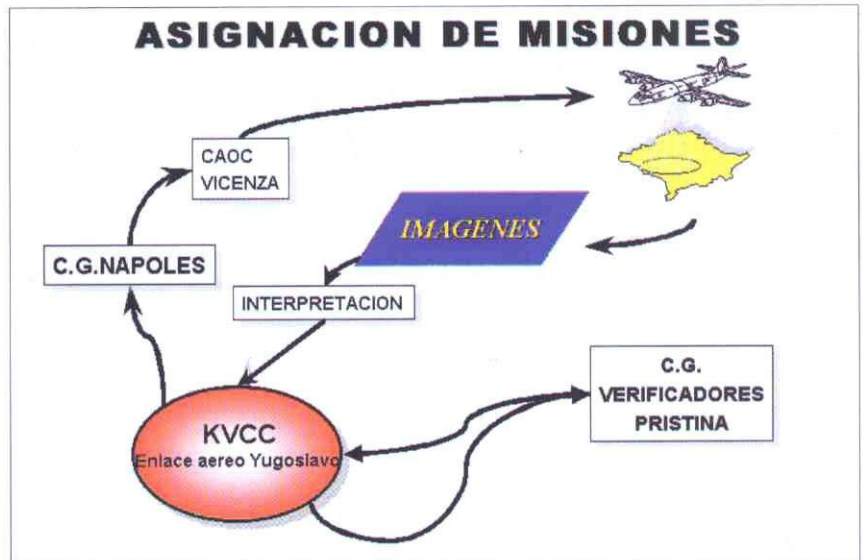 ASIGNACION DE MISIONES
CAOC
VICENZA
IMAGENES
C.G.NAPOLES
INTERPRETACION
C.G.
VERIFICADORES
PRISTINA
KVCC
Enlace aereo Yugoslavo